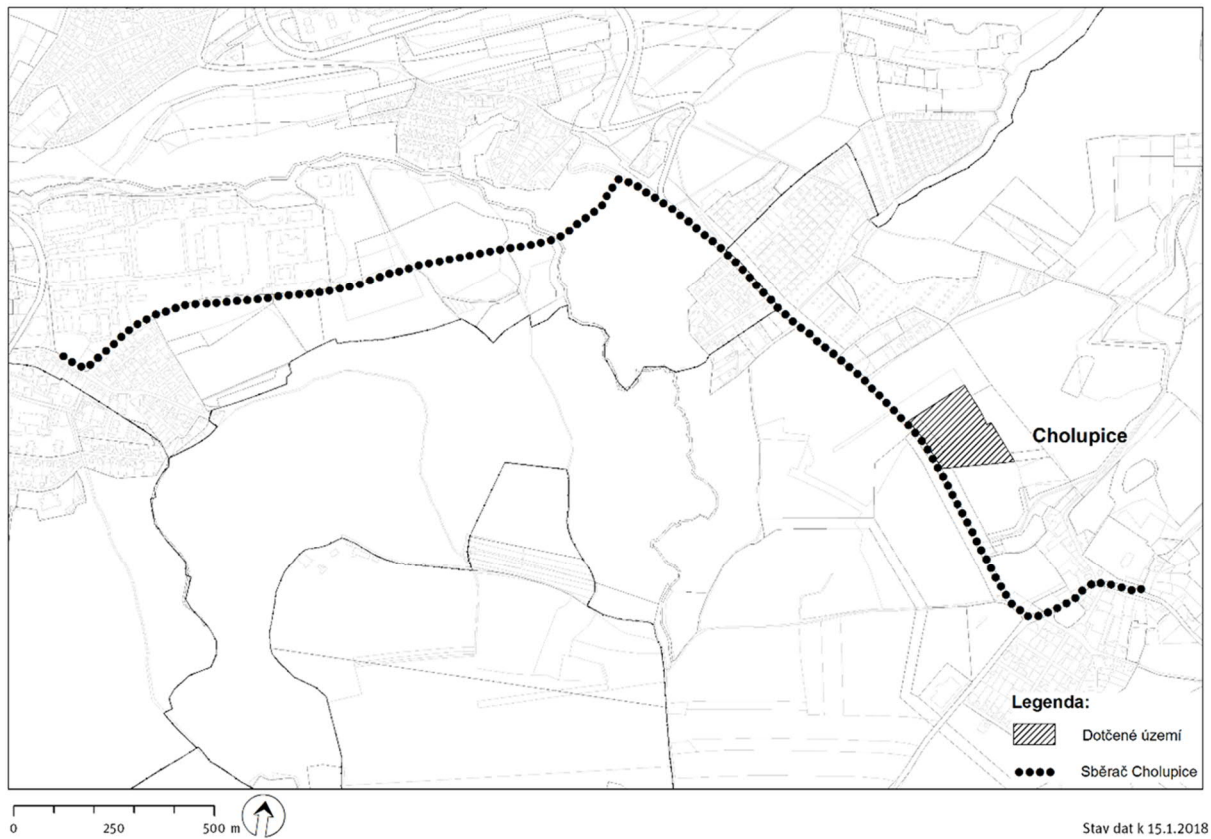 Cholupice
Legenda:
Dotčené území
Sběrač Cholupice
0 250 500 m
Stav dat k 15.1.2018